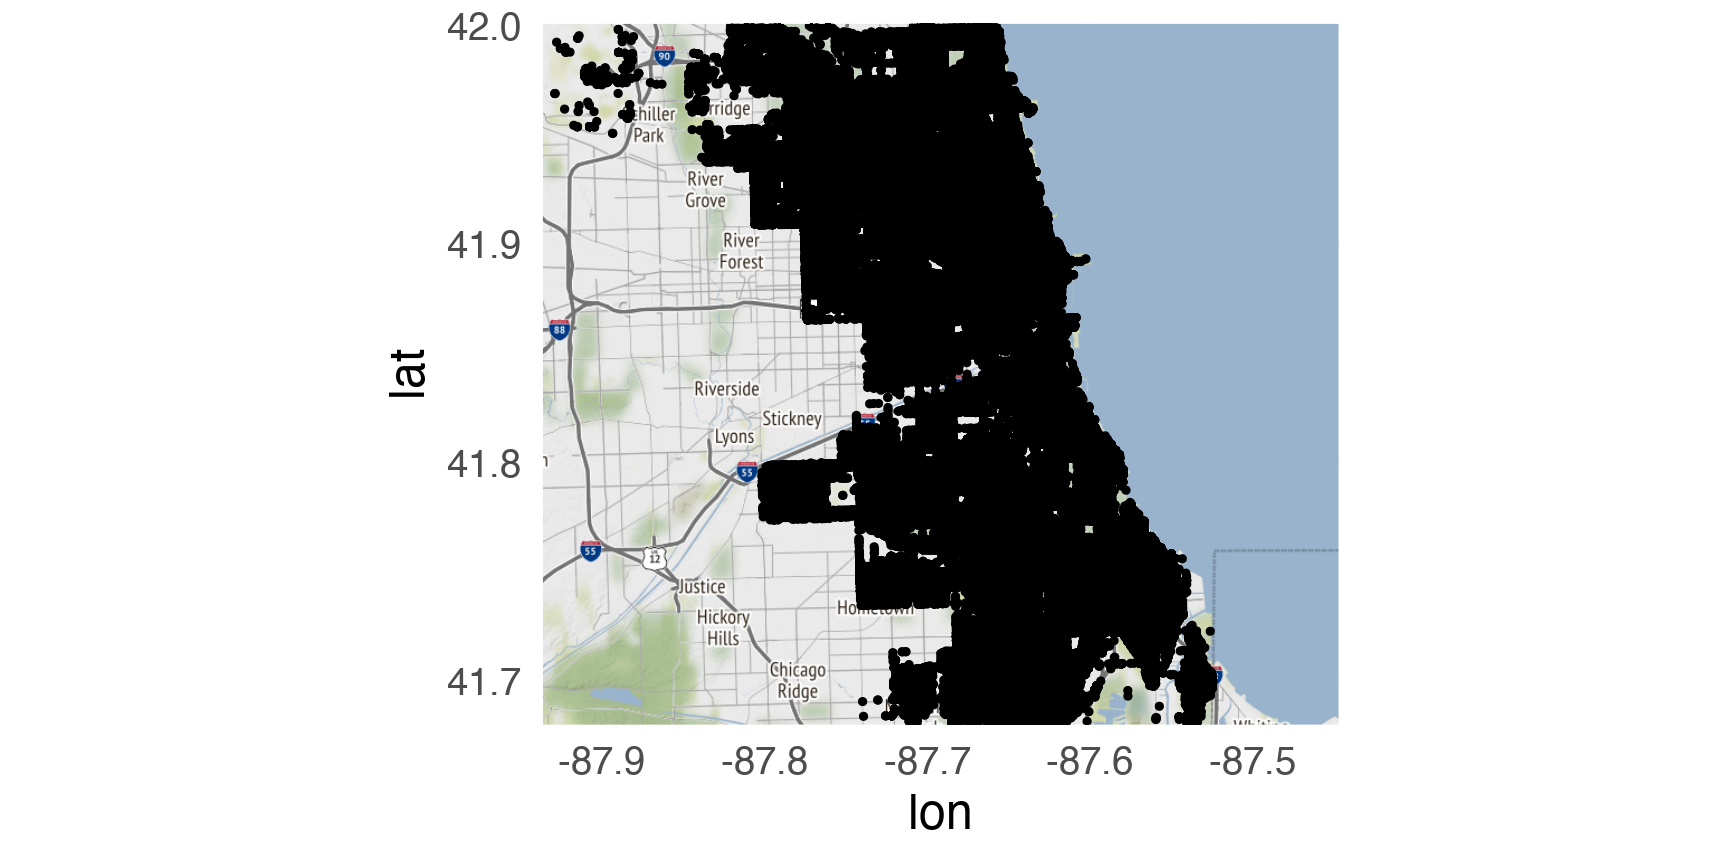 42.0
90
chiller
Park
rridge
River
Grove
41.9
River
Forest
88
lat
Riverside
Stickney
Lyons
41.8
n
55
55
12
Justice
Hometown
Hickory
Hills
41.7
Chicago
Ridge
Whiting
-87.9 -87.8 -87.7 -87.6 -87.5
lon